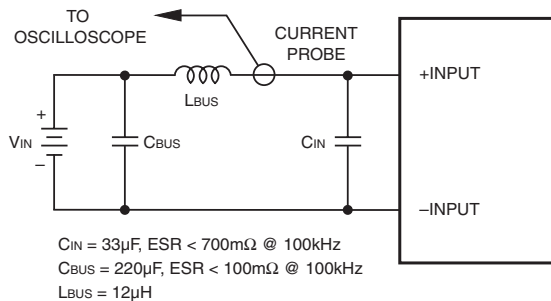 TO
OSCILLOSCOPE
CURRENT
PROBE
+INPUT
LBUS
+
VIN
–
CBUS
CIN
–INPUT
CIN = 33µF, ESR < 700mΩ @ 100kHz
CBUS = 220µF, ESR < 100mΩ @ 100kHz
LBUS = 12µH